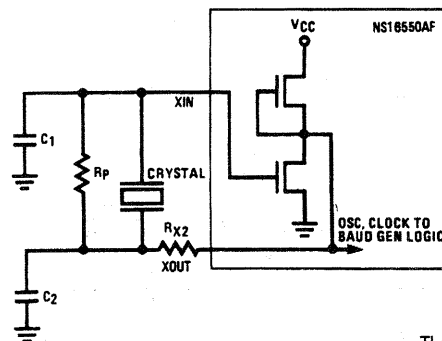 VCC
NS16550AF
XIN
C1
RP
CRYSTAL
RX2
XOUT
OSC, CLOCK TO
BAUD GEN LOGIC
C2